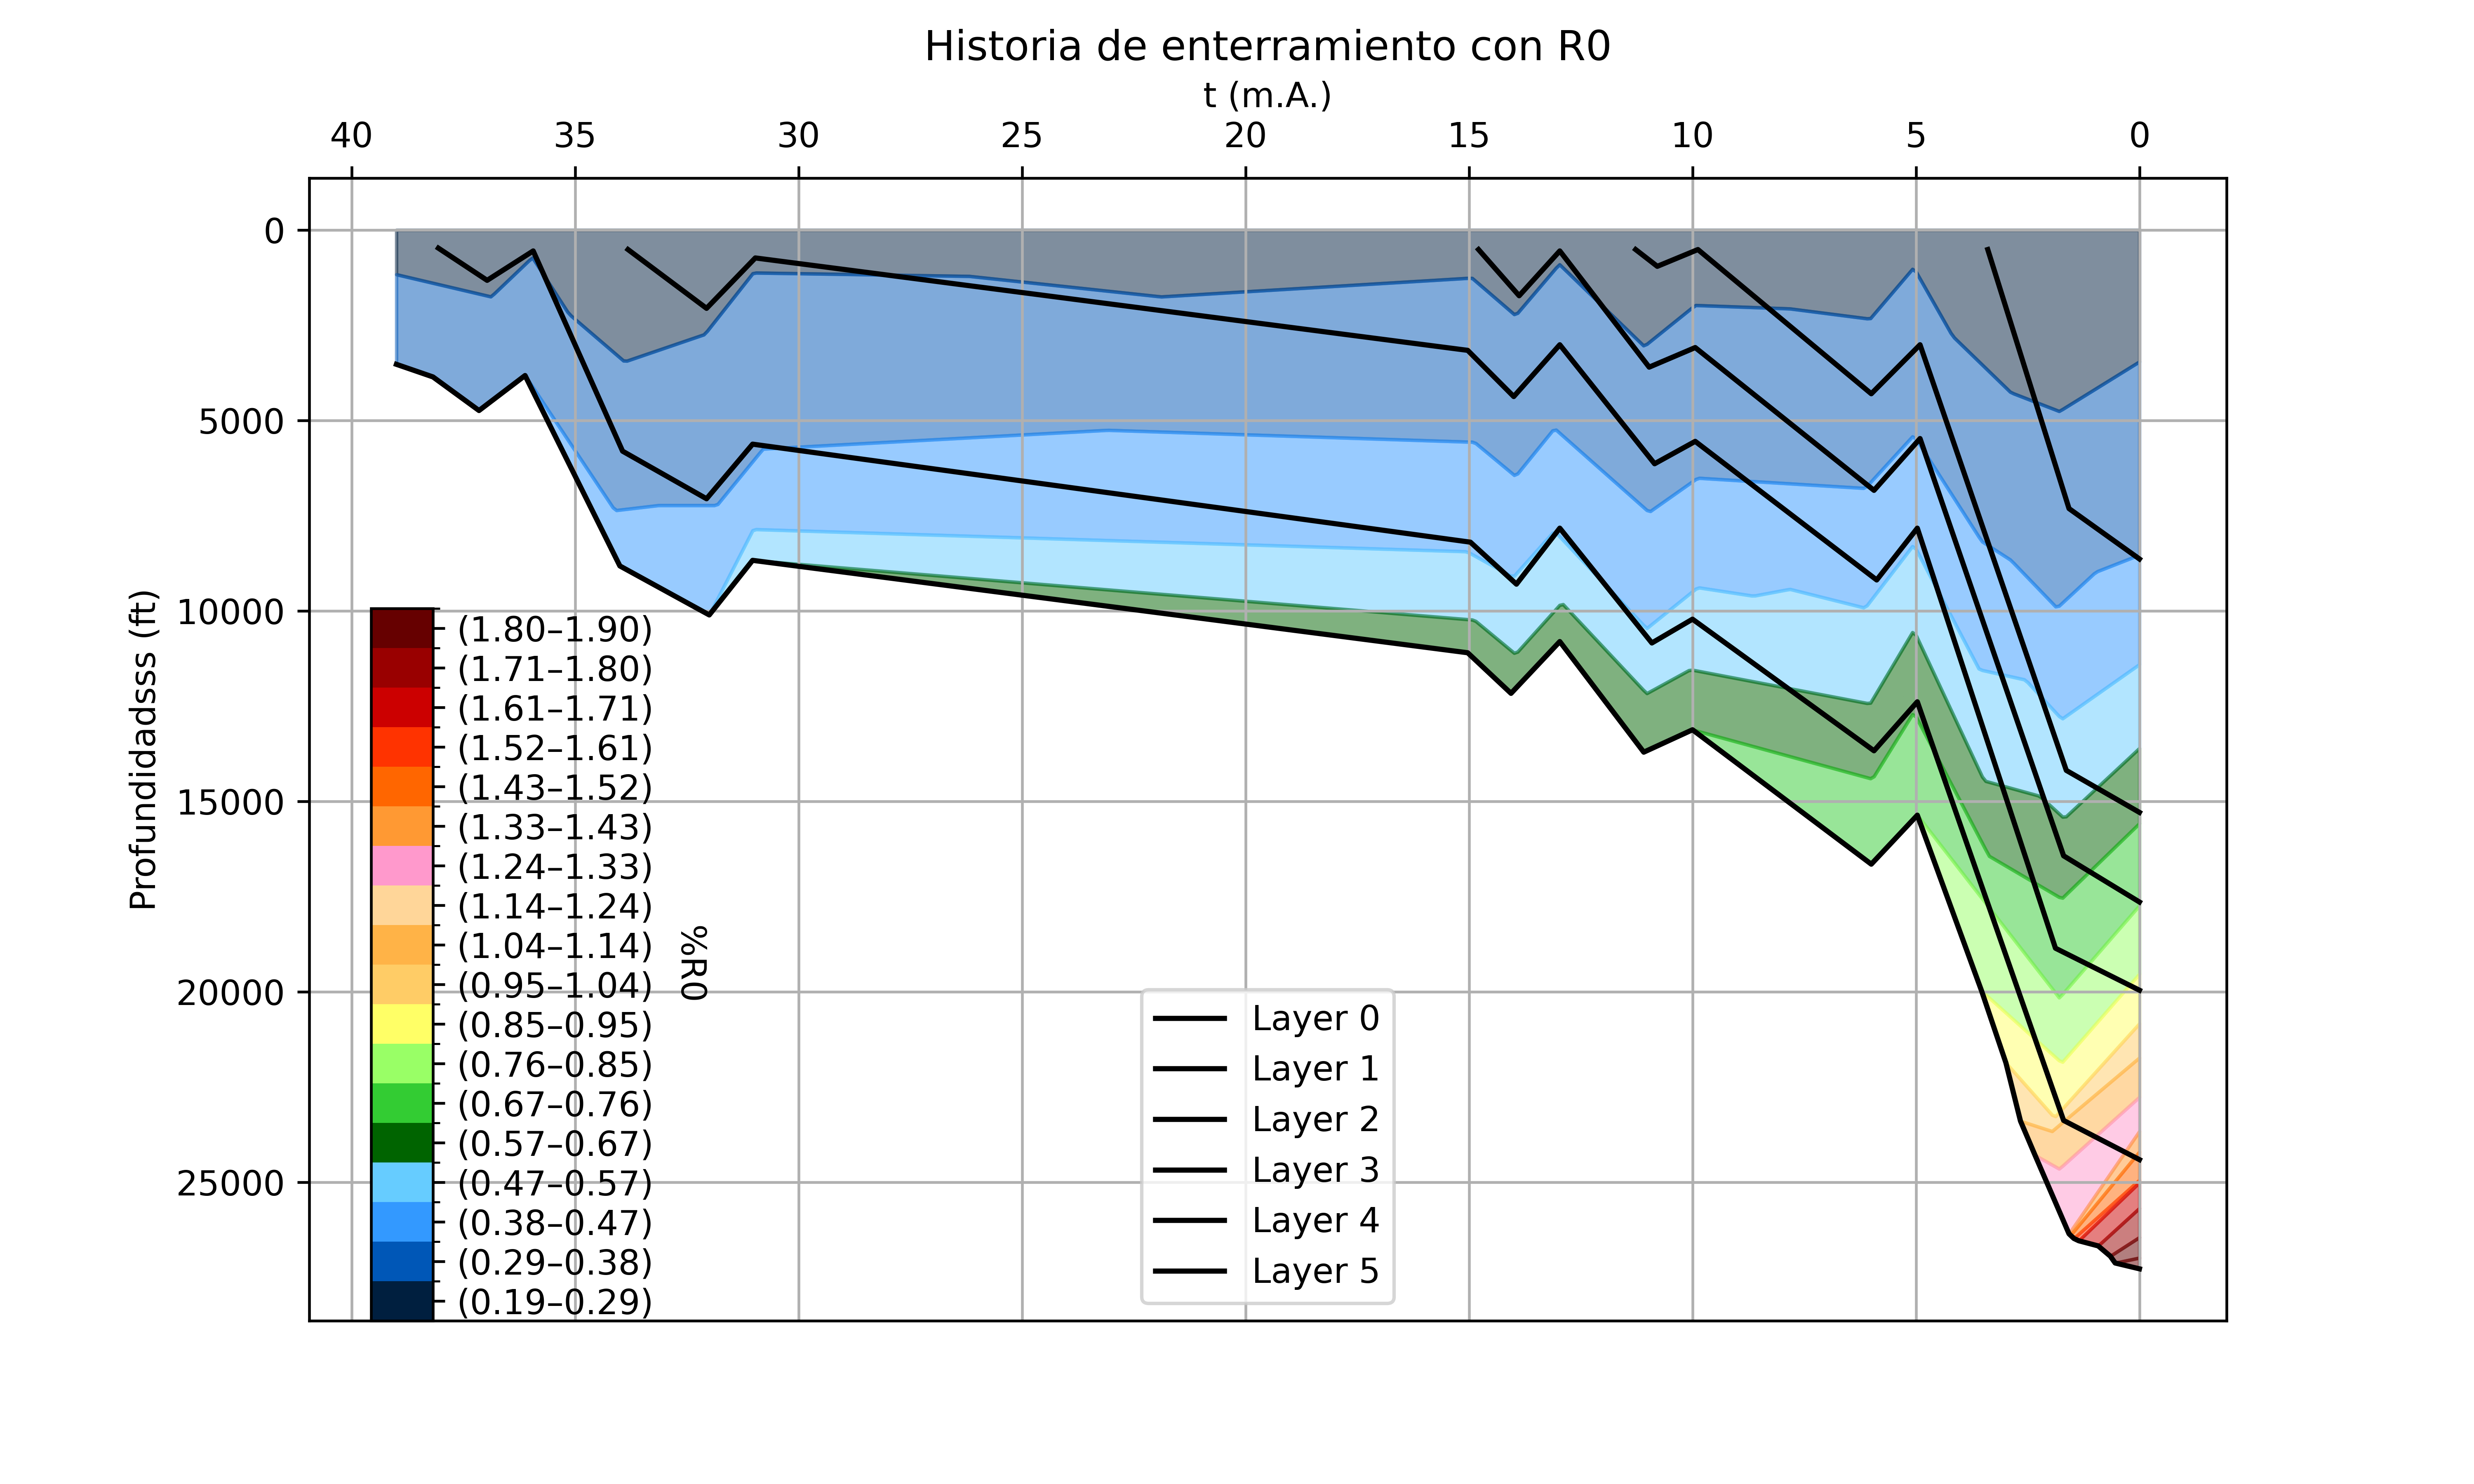 Historia de enterramiento con R0
t (m.A.)
40 35 30 25 20 15 10 5 0
0
5000
10000
15000
20000
25000
Profundidadsss (ft)
(1.80–1.90)
(1.71–1.80)
(1.61–1.71)
(1.52–1.61)
(1.43–1.52)
(1.33–1.43)
(1.24–1.33)
(1.14–1.24)
(1.04–1.14)
(0.95–1.04)
(0.85–0.95)
(0.76–0.85)
(0.67–0.76)
(0.57–0.67)
(0.47–0.57)
(0.38–0.47)
(0.29–0.38)
(0.19–0.29)
%R0
Layer 0
Layer 1
Layer 2
Layer 3
Layer 4
Layer 5